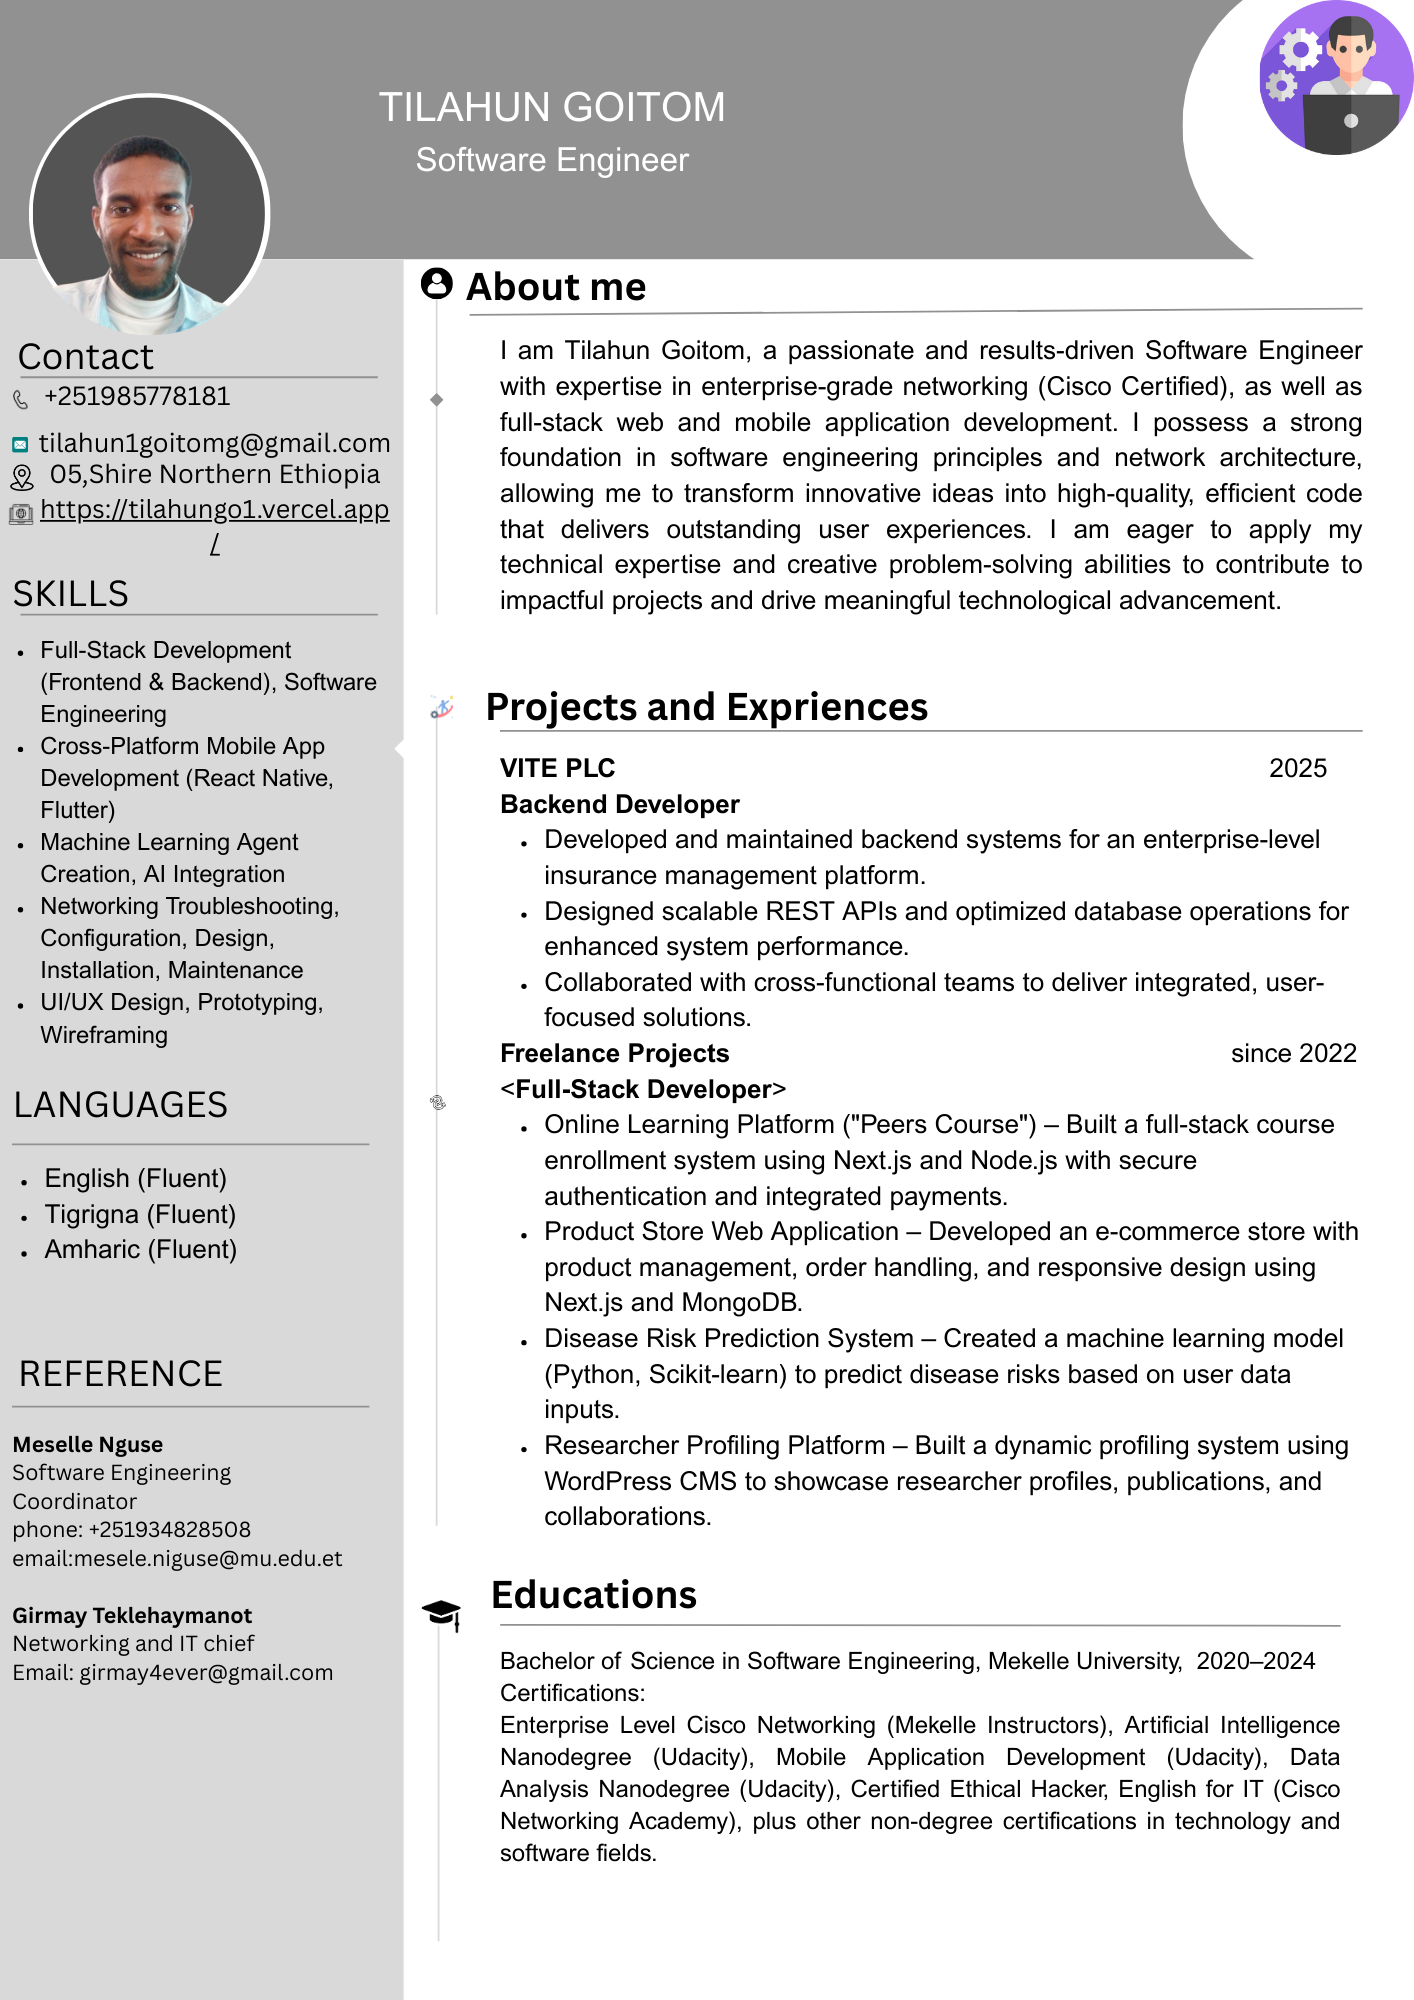 TILAHUN GOITOM
Software Engineer
Contact
+251985778181
tilahun1goitomg@gmail.com
05,Shire Northern Ethiopia
https://tilahungo1.vercel.app
/
SKILLS
• Full-Stack Development
(Frontend & Backend), Software
Engineering
• Cross-Platform Mobile App
Development (React Native,
Flutter)
• Machine Learning Agent
Creation, AI Integration
• Networking Troubleshooting,
Configuration, Design,
Installation, Maintenance
• UI/UX Design, Prototyping,
Wireframing
LANGUAGES
• English (Fluent)
• Tigrigna (Fluent)
• Amharic (Fluent)
REFERENCE
Meselle Nguse
Software Engineering
Coordinator
phone: +251934828508
email:mesele.niguse@mu.edu.et
Girmay Teklehaymanot
Networking and IT chief
Email: girmay4ever@gmail.com
About me
I am Tilahun Goitom, a passionate and results-driven Software Engineer
with expertise in enterprise-grade networking (Cisco Certified), as well as
full-stack web and mobile application development. I possess a strong
foundation in software engineering principles and network architecture,
allowing me to transform innovative ideas into high-quality, efficient code
that delivers outstanding user experiences. I am eager to apply my
technical expertise and creative problem-solving abilities to contribute to
impactful projects and drive meaningful technological advancement.
Projects and Expriences
VITE PLC 2025
Backend Developer
• Developed and maintained backend systems for an enterprise-level
insurance management platform.
• Designed scalable REST APIs and optimized database operations for
enhanced system performance.
• Collaborated with cross-functional teams to deliver integrated, user-
focused solutions.
Freelance Projects since 2022
<Full-Stack Developer>
• Online Learning Platform ("Peers Course") – Built a full-stack course
enrollment system using Next.js and Node.js with secure
authentication and integrated payments.
• Product Store Web Application – Developed an e-commerce store with
product management, order handling, and responsive design using
Next.js and MongoDB.
• Disease Risk Prediction System – Created a machine learning model
(Python, Scikit-learn) to predict disease risks based on user data
inputs.
• Researcher Profiling Platform – Built a dynamic profiling system using
WordPress CMS to showcase researcher profiles, publications, and
collaborations.
Educations
Bachelor of Science in Software Engineering, Mekelle University, 2020–2024
Certifications:
Enterprise Level Cisco Networking (Mekelle Instructors), Artificial Intelligence
Nanodegree (Udacity), Mobile Application Development (Udacity), Data
Analysis Nanodegree (Udacity), Certified Ethical Hacker, English for IT (Cisco
Networking Academy), plus other non-degree certifications in technology and
software fields.